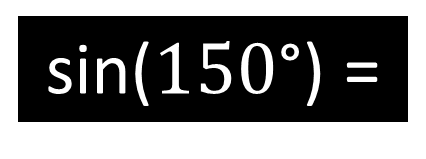 sin(150°) =